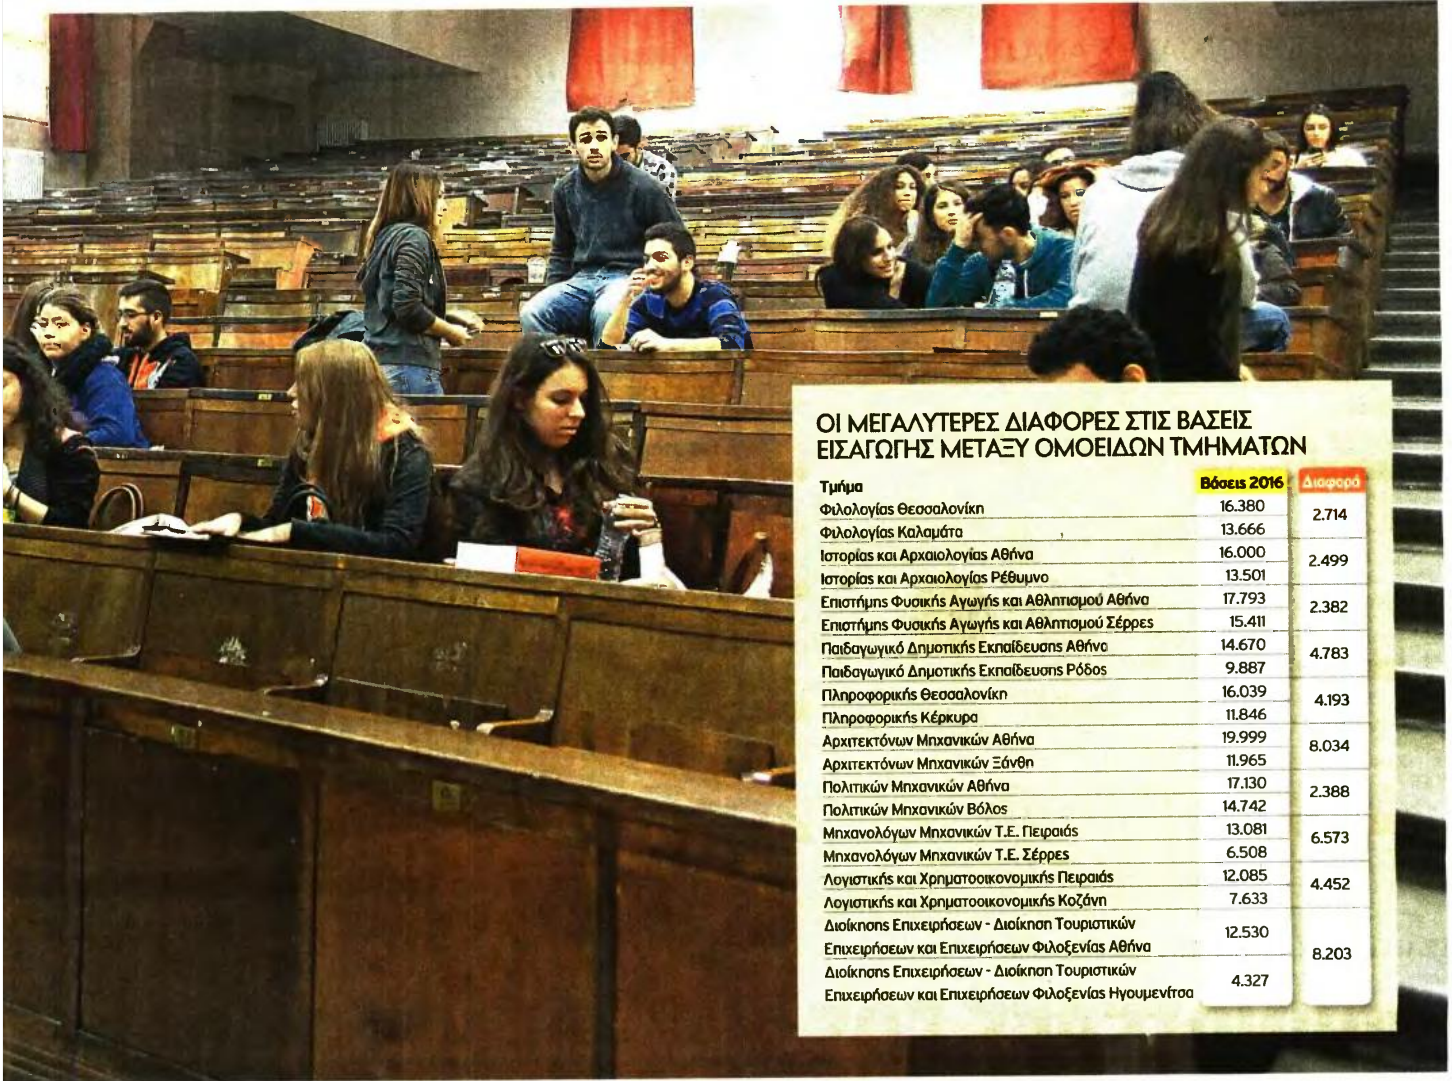 ΟΙ ΜΕΓΑΛΥΤΕΡΕΣ ΔΙΑΦΟΡΕΣ ΣΤΙΣ ΒΑΣΕΙΣ
ΕΙΣΑΓΩΓΗΣ ΜΕΤΑΞΥ ΟΜΟΕΙΔΩΝ ΤΜΗΜΑΤΩΝ
Τμήμα Βάσεις 2016 Διαφορά
Φιλολογίας Θεσσαλονίκη 16.380 2.714
Φιλολογίας Καλαμάτα 13.666
Ιστορίας και Αρχαιολογίας Αθήνα 16.000 2.499
Ιστορίας και Αρχαιολογίας Ρέθυμνο 13.501
Επιστήμης Φυσικής Αγωγής και Αθλητισμού Αθήνα 17.793 2.382
Επιστήμης Φυσικής Αγωγής και Αθλητισμού Σέρρες 15.411
Παιδαγωγικό Δημοτικής Εκπαίδευσης Αθήνα 14.670 4.783
Παιδαγωγικό Δημοτικής Εκπαίδευσης Ρόδος 9.887
Πληροφορικής Θεσσαλονίκη 16.039 4.193
Πληροφορικής Κέρκυρα 11.846
Αρχιτεκτόνων Μηχανικών Αθήνα 19.999 8.034
Αρχιτεκτόνων Μηχανικών Ξάνθη 11.965
Πολιτικών Μηχανικών Αθήνα 17.130 2.388
Πολιτικών Μηχανικών Βόλος 14.742
Μηχανολόγων Μηχανικών Τ.Ε. Πειραιάς 13.081 6.573
Μηχανολόγων Μηχανικών Τ.Ε. Σέρρες 6.508
Λογιστικής και Χρηματοοικονομικής Πειραιάς 12.085 4.452
Λογιστικής και Χρηματοοικονομικής Κοζάνη 7.633
Διοίκησης Επιχειρήσεων - Διοίκηση Τουριστικών
Επιχειρήσεων και Επιχειρήσεων Φιλοξενίας Αθήνα 12.530 8.203
Διοίκησης Επιχειρήσεων - Διοίκηση Τουριστικών
Επιχειρήσεων και Επιχειρήσεων Φιλοξενίας Ηγουμενίτσα 4.327